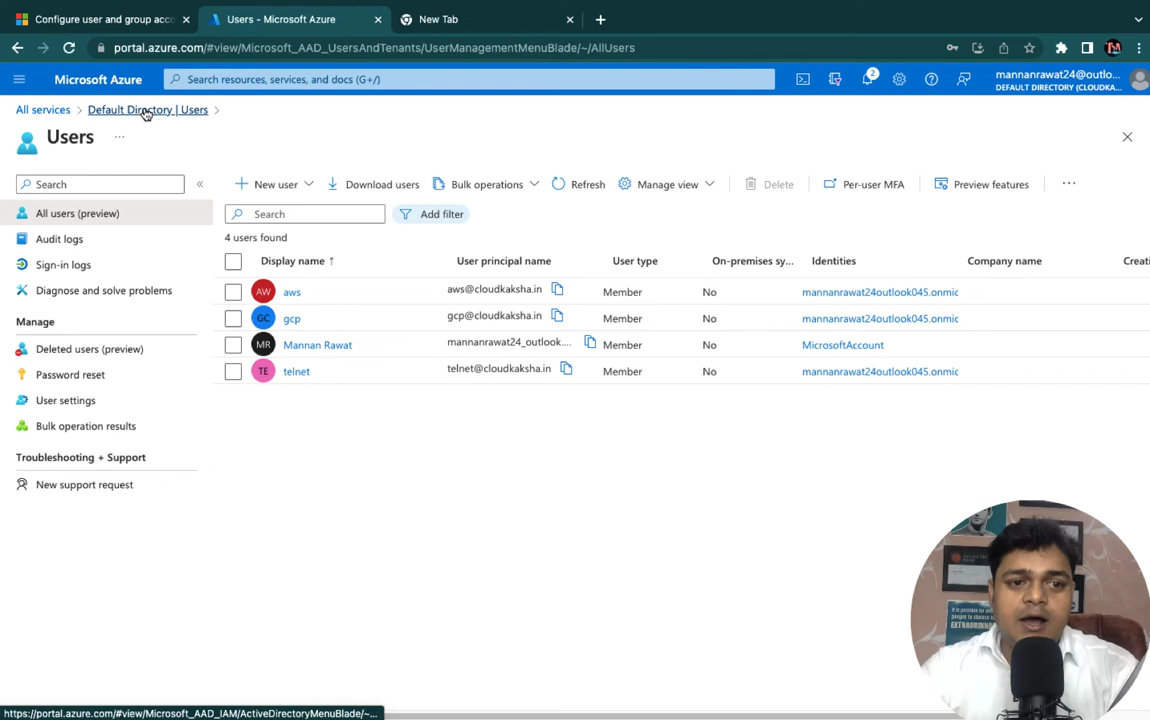 Configure user and group acco
Users - Microsoft Azure
New Tab
portal.azure.com/#view/Microsoft_AAD_UsersAndTenants/UserManagementMenuBlade/~/AllUsers
TM
Microsoft Azure
Search resources, services, and docs (G+/)
2
mannanrawat24@outlo...
DEFAULT DIRECTORY (CLOUDKA...
All services > Default Directory | Users >
Users ...
Search
«
New user
Download users
Bulk operations
Refresh
Manage view
Delete
Per-user MFA
Preview features
...
All users (preview)
Audit logs
Sign-in logs
Diagnose and solve problems
Manage
Deleted users (preview)
Password reset
User settings
Bulk operation results
Troubleshooting + Support
New support request
Search
Add filter
4 users found
Display name ↑ User principal name User type On-premises sy... Identities Company name Creati
AW aws aws@cloudkaksha.in Member No mannanrawat24outlook045.onmic
GC gcp gcp@cloudkaksha.in Member No mannanrawat24outlook045.onmic
MR Mannan Rawat mannanrawat24_outlook.... Member No MicrosoftAccount
TE telnet telnet@cloudkaksha.in Member No mannanrawat24outlook045.onmic
EXTRAORDINAR
https://portal.azure.com/#view/Microsoft_AAD_IAM/ActiveDirectoryMenuBlade/~...